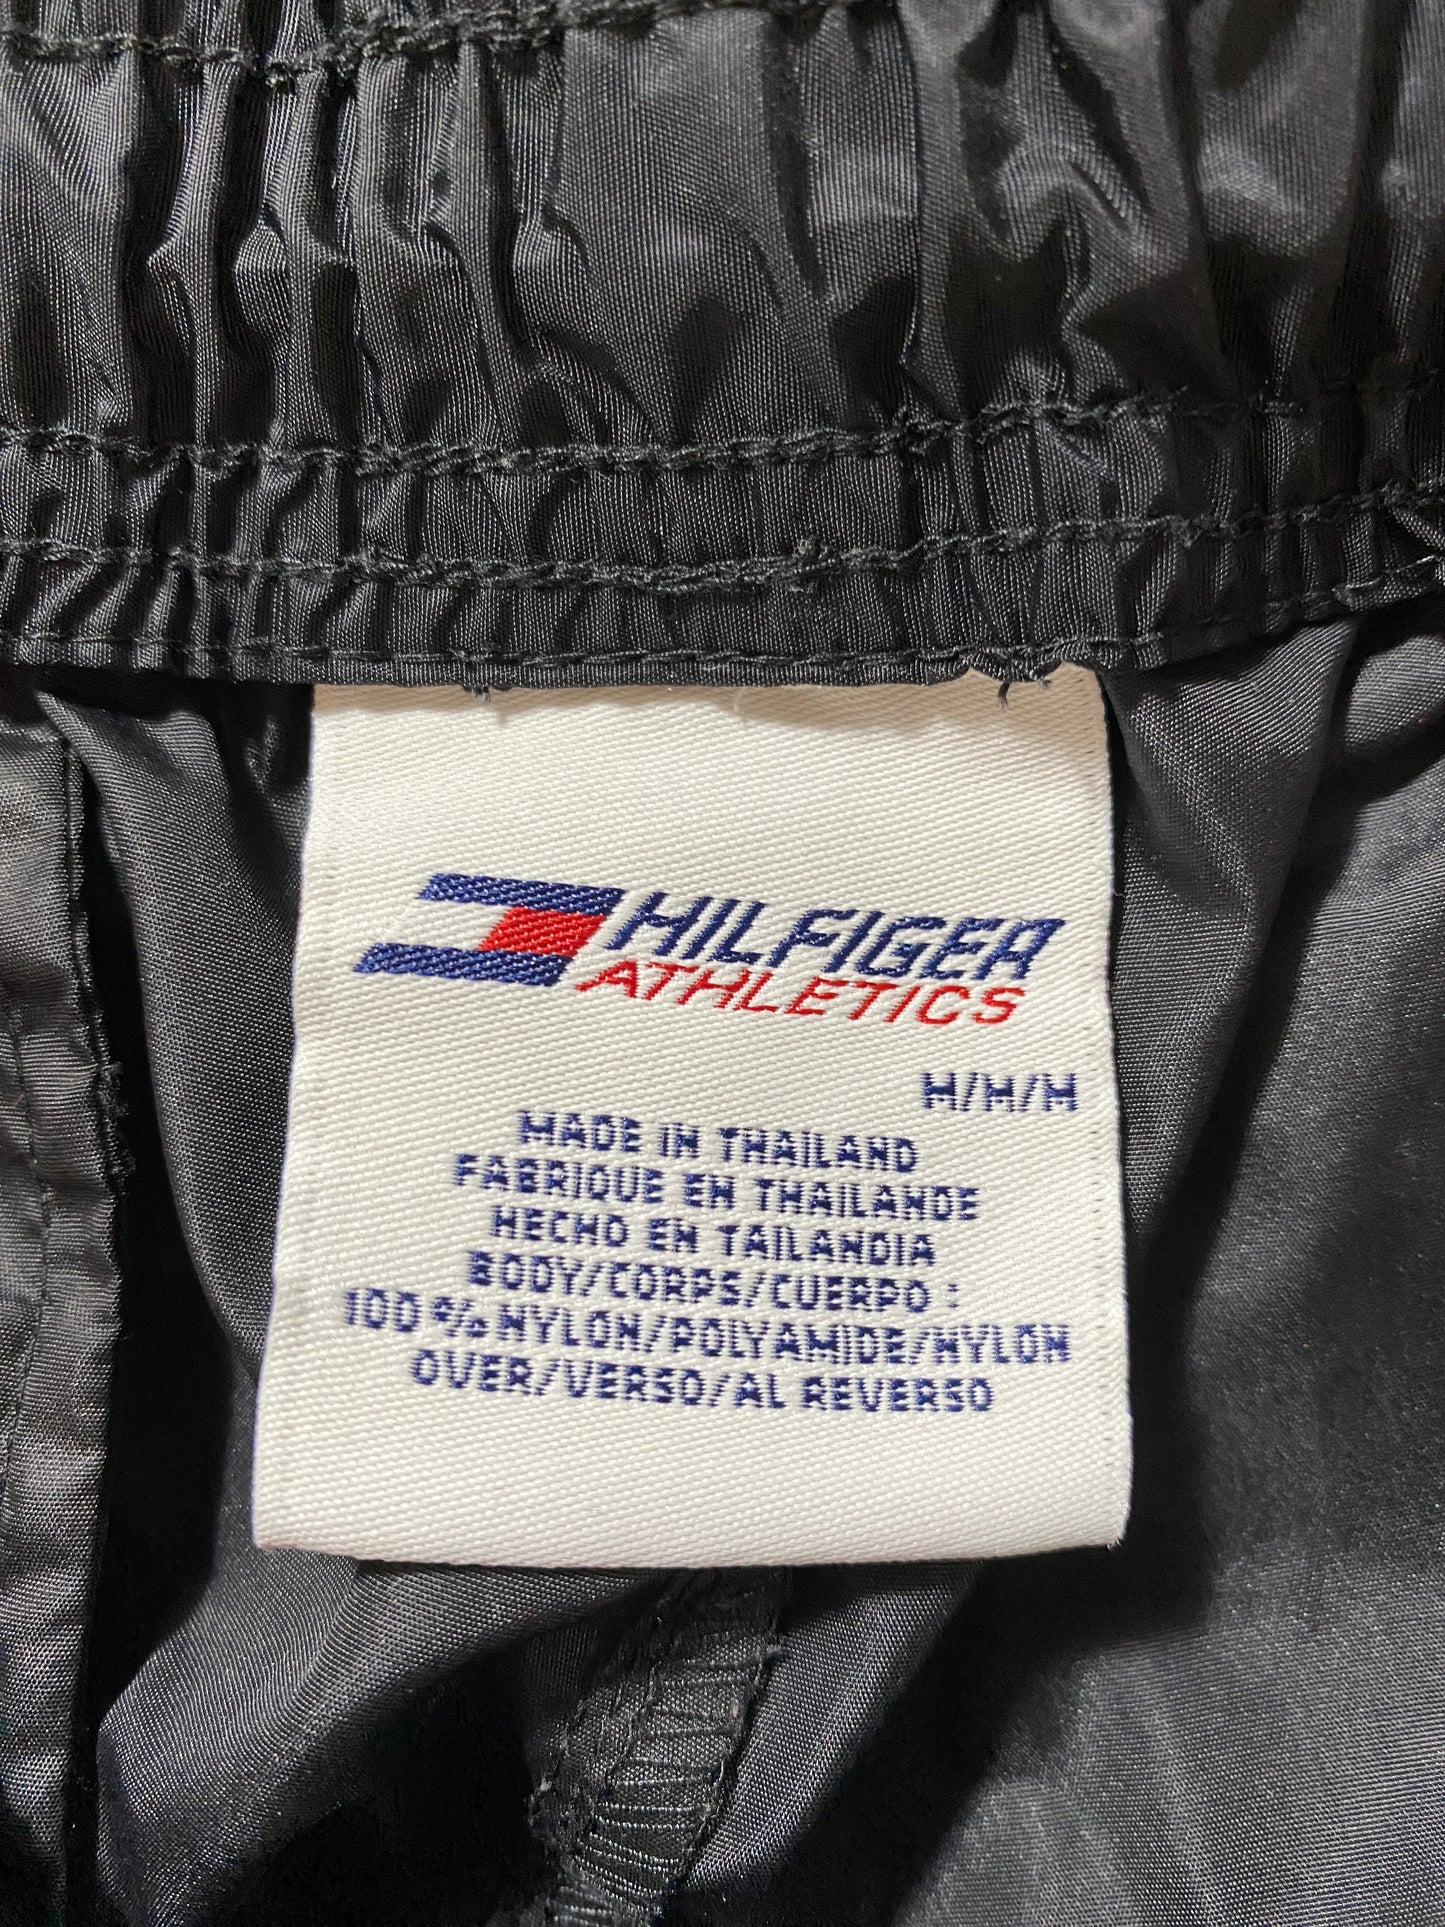 HILFIGER
ATHLETICS
M/M/M
MADE IN THAILAND
FABRIQUE EN THAILANDE
HECHO EN TAILANDIA
BODY/CORPS/CUERPO :
100 % NYLON/POLYAMIDE/NYLON
OVER/VERSO/AL REVERSO